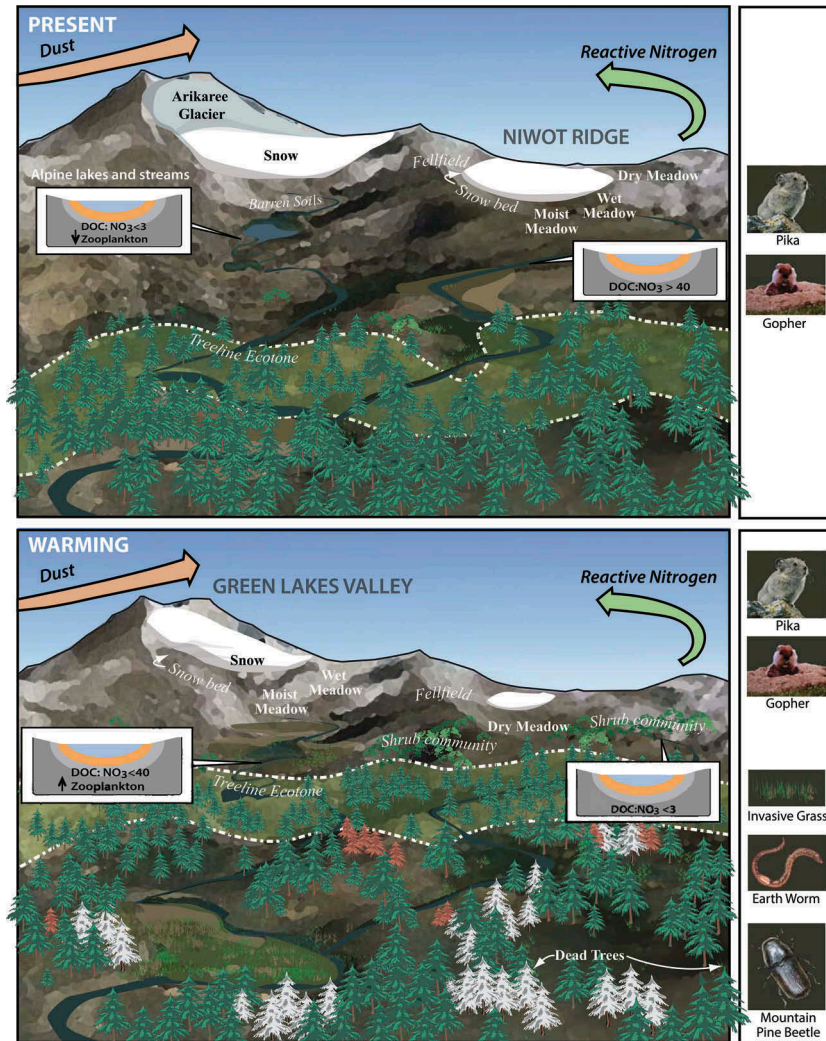 PRESENT
Dust
Reactive Nitrogen
Arikaree
Glacier
Snow
NIWOT RIDGE
Fellfield
Snow bed
Dry Meadow
Wet
Meadow
Moist
Meadow
Alpine lakes and streams
DOC: NO3<3
Zooplankton
Barren Soils
DOC:NO3 > 40
Treeline Ecotone
Pika
Gopher
WARMING
Dust
GREEN LAKES VALLEY
Reactive Nitrogen
Snow
Snow bed
Wet
Meadow
Moist
Meadow
Fellfield
Dry Meadow
Shrub community
Shrub community
DOC: NO3<40
Zooplankton
Treeline Ecotone
DOC:NO3 <3
Dead Trees
Pika
Gopher
Invasive Grass
Earth Worm
Mountain
Pine Beetle